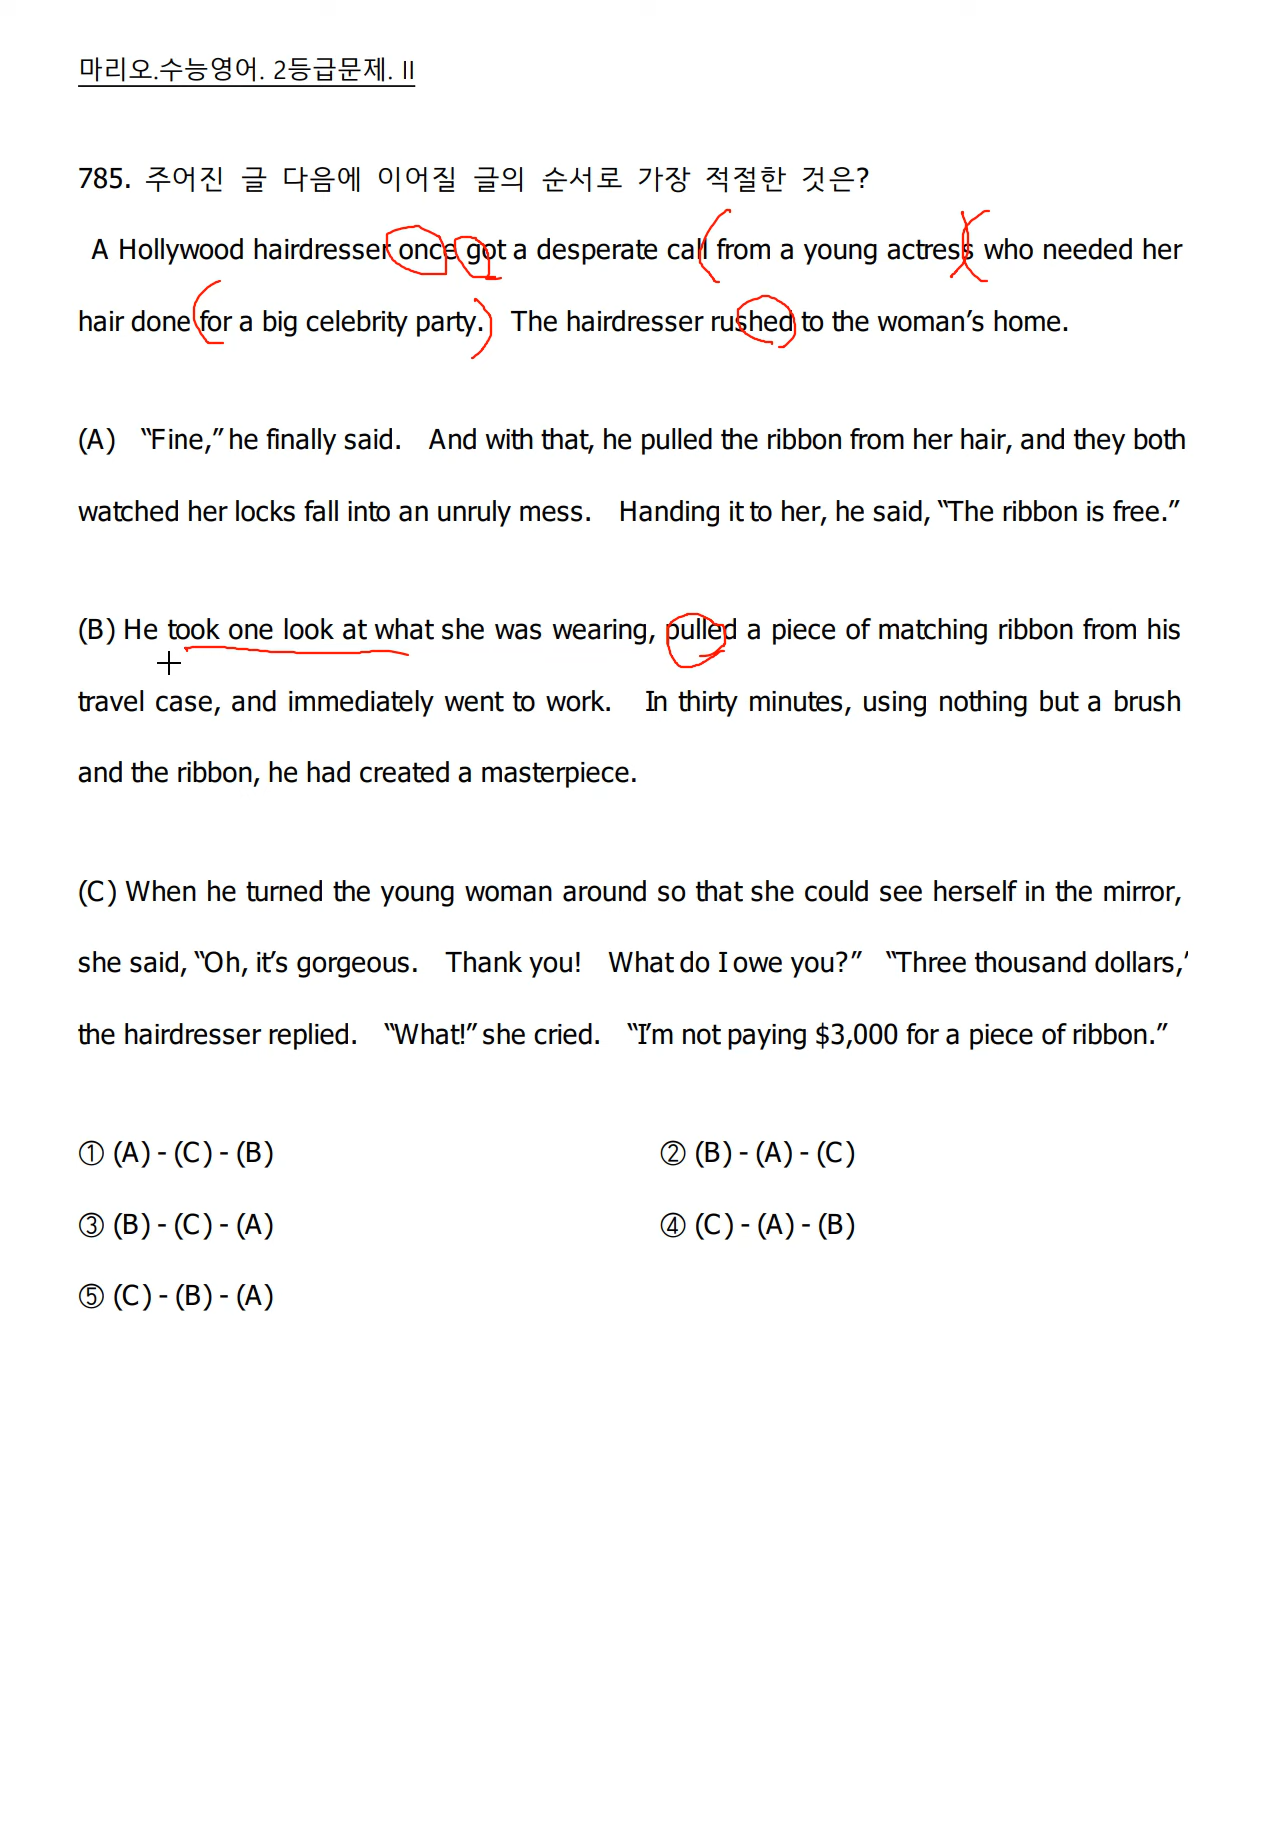 마리오.수능영어. 2등급문제. II
785. 주어진 글 다음에 이어질 글의 순서로 가장 적절한 것은?
A Hollywood hairdresser once got a desperate call from a young actress who needed her
hair done for a big celebrity party. The hairdresser rushed to the woman’s home.
(A) “Fine,” he finally said. And with that, he pulled the ribbon from her hair, and they both
watched her locks fall into an unruly mess. Handing it to her, he said, “The ribbon is free.”
(B) He took one look at what she was wearing, pulled a piece of matching ribbon from his
travel case, and immediately went to work. In thirty minutes, using nothing but a brush
and the ribbon, he had created a masterpiece.
(C) When he turned the young woman around so that she could see herself in the mirror,
she said, “Oh, it’s gorgeous. Thank you! What do I owe you?” “Three thousand dollars,”
the hairdresser replied. “What!” she cried. “I’m not paying $3,000 for a piece of ribbon.”
① (A) - (C) - (B) ② (B) - (A) - (C)
③ (B) - (C) - (A) ④ (C) - (A) - (B)
⑤ (C) - (B) - (A)